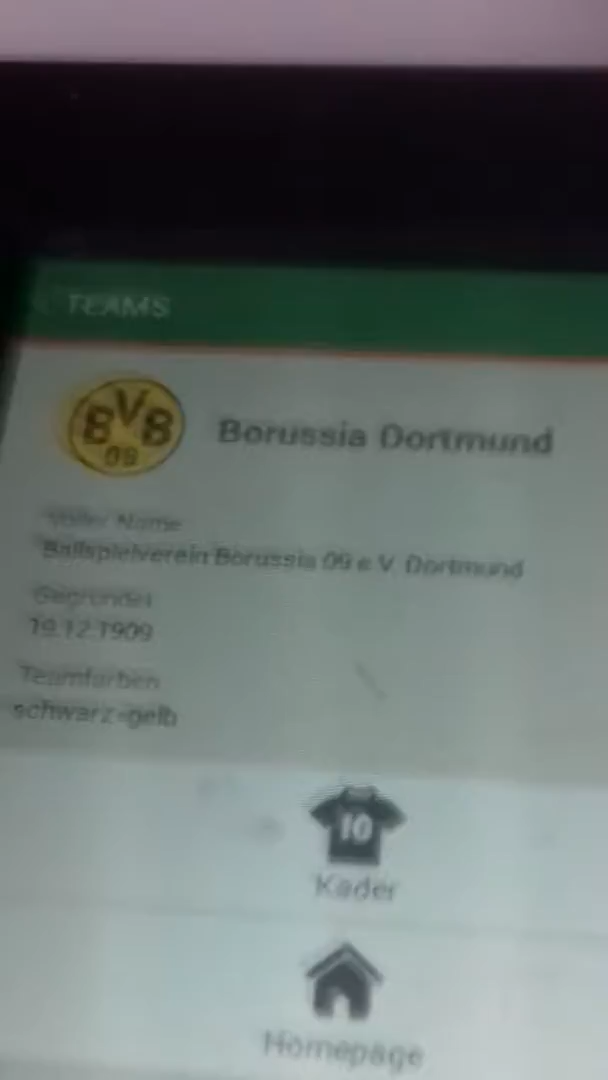 TEAMS
BVB
09
Borussia Dortmund
Voller Name
Ballspielverein Borussia 09 e.V. Dortmund
Gegründet
19.12.1909
Teamfarben
schwarz-gelb
10
Kader
Homepage